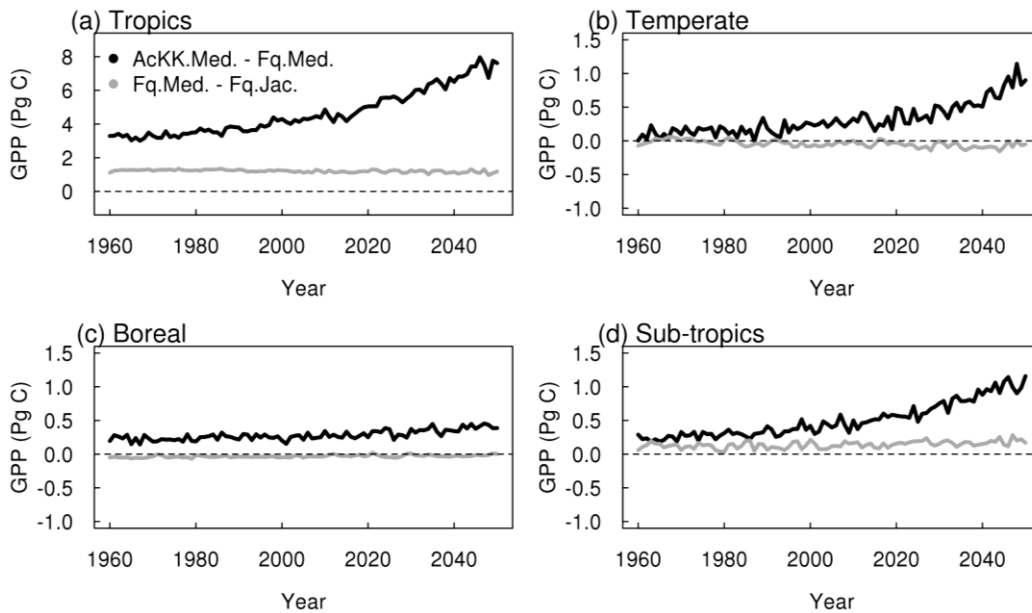 (a) Tropics
AcKK.Med. - Fq.Med.
Fq.Med. - Fq.Jac.
GPP (Pg C)
8
6
4
2
0
1960 1980 2000 2020 2040
Year
(b) Temperate
GPP (Pg C)
1.5
1.0
0.5
0.0
-0.5
-1.0
1960 1980 2000 2020 2040
Year
(c) Boreal
GPP (Pg C)
1.5
1.0
0.5
0.0
-0.5
-1.0
1960 1980 2000 2020 2040
Year
(d) Sub-tropics
GPP (Pg C)
1.5
1.0
0.5
0.0
-0.5
-1.0
1960 1980 2000 2020 2040
Year